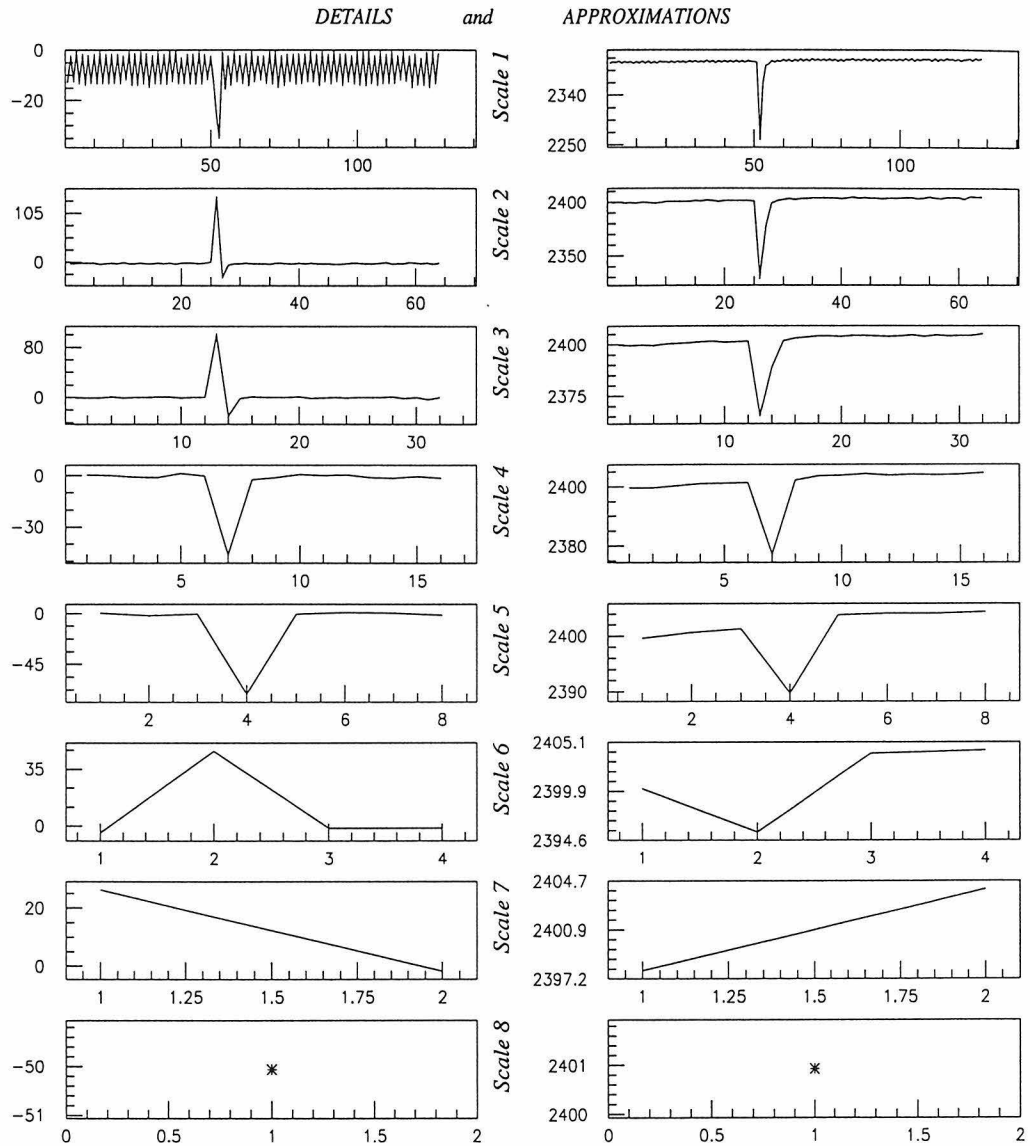 DETAILS and APPROXIMATIONS
0
-20
50 100
Scale 1
2340
2250
50 100
105
0
20 40 60
Scale 2
2400
2350
20 40 60
80
0
10 20 30
Scale 3
2400
2375
10 20 30
0
-30
5 10 15
Scale 4
2400
2380
5 10 15
0
-45
2 4 6 8
Scale 5
2400
2390
2 4 6 8
35
0
1 2 3 4
Scale 6
2405.1
2399.9
2394.6
1 2 3 4
20
0
1 1.25 1.5 1.75 2
Scale 7
2404.7
2400.9
2397.2
1 1.25 1.5 1.75 2
-50
-51
0 0.5 1 1.5 2
Scale 8
2401
2400
0 0.5 1 1.5 2